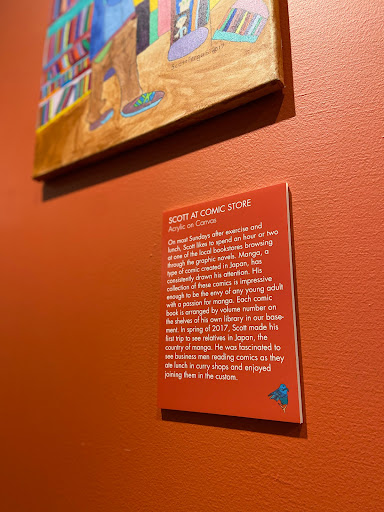 SCOTT AT COMIC STORE
Acrylic on Canvas
On most Sundays after exercise and
lunch, Scott likes to spend an hour or two
at one of the local bookstores browsing
through the graphic novels. Manga, a
type of comic created in Japan, has
consistently drawn his attention. His
collection of these comics is impressive
enough to be the envy of any young adult
with a passion for manga. Each comic
book is arranged by volume number on
the shelves of his own library in our base-
ment. In spring of 2017, Scott made his
first trip to see relatives in Japan, the
country of manga. He was fascinated to
see business men reading comics as they
ate lunch in curry shops and enjoyed
joining them in the custom.